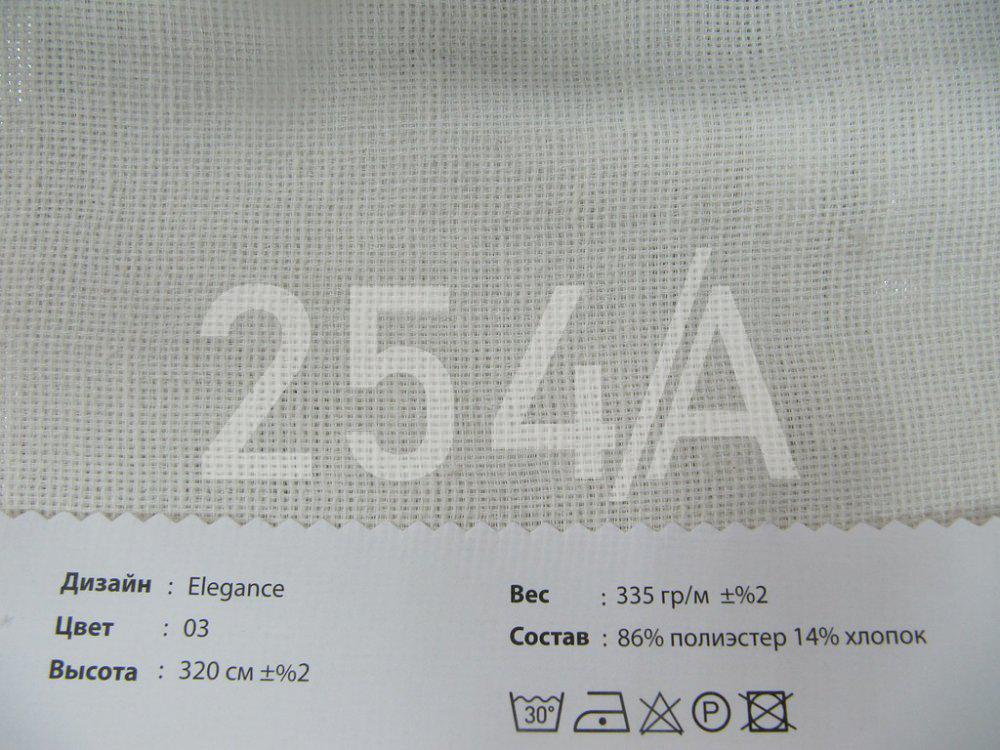 254/A
Дизайн : Elegance
Цвет : 03
Высота : 320 см ±%2
Вес : 335 гр/м ±%2
Состав : 86% полиэстер 14% хлопок
30° P